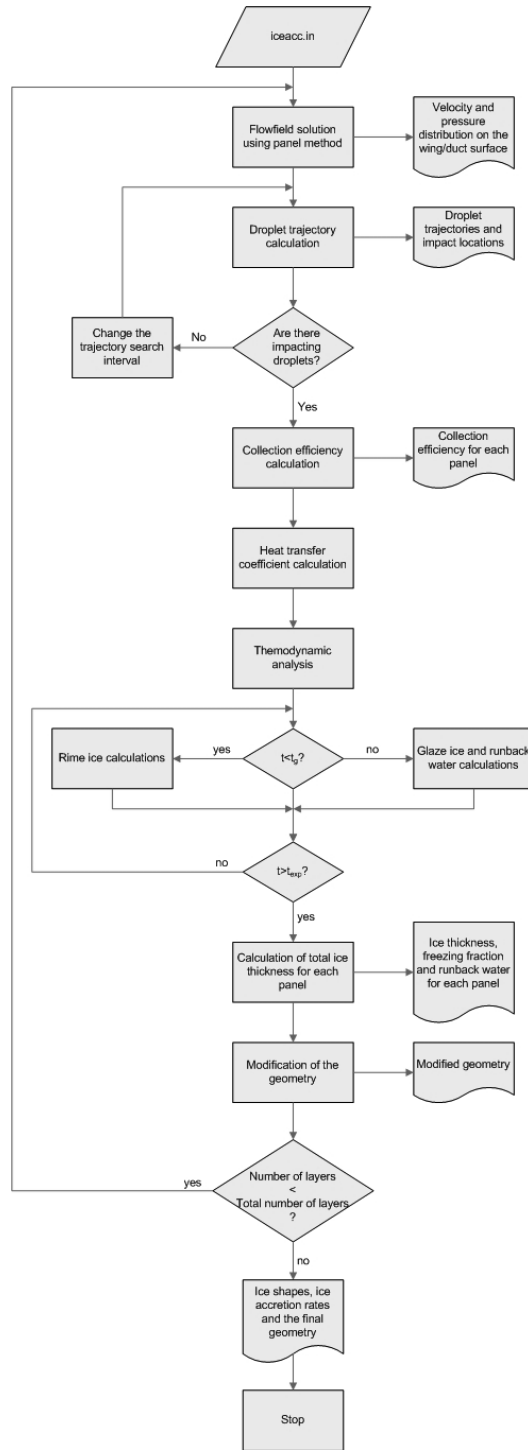 iceacc.in
Flowfield solution
using panel method
Velocity and
pressure
distribution on the
wing/duct surface
Droplet trajectory
calculation
Droplet
trajectories and
impact locations
Change the
trajectory search
interval
No
Are there
impacting
droplets?
Yes
Collection efficiency
calculation
Collection
efficiency for each
panel
Heat transfer
coefficient calculation
Themodynamic
analysis
Rime ice calculations
yes
t<tg?
no
Glaze ice and runback
water calculations
no
t>texp?
yes
Calculation of total ice
thickness for each
panel
Ice thickness,
freezing fraction
and runback water
for each panel
Modification of the
geometry
Modified geometry
yes
Number of layers
<
Total number of layers
?
no
Ice shapes, ice
accretion rates
and the final
geometry
Stop